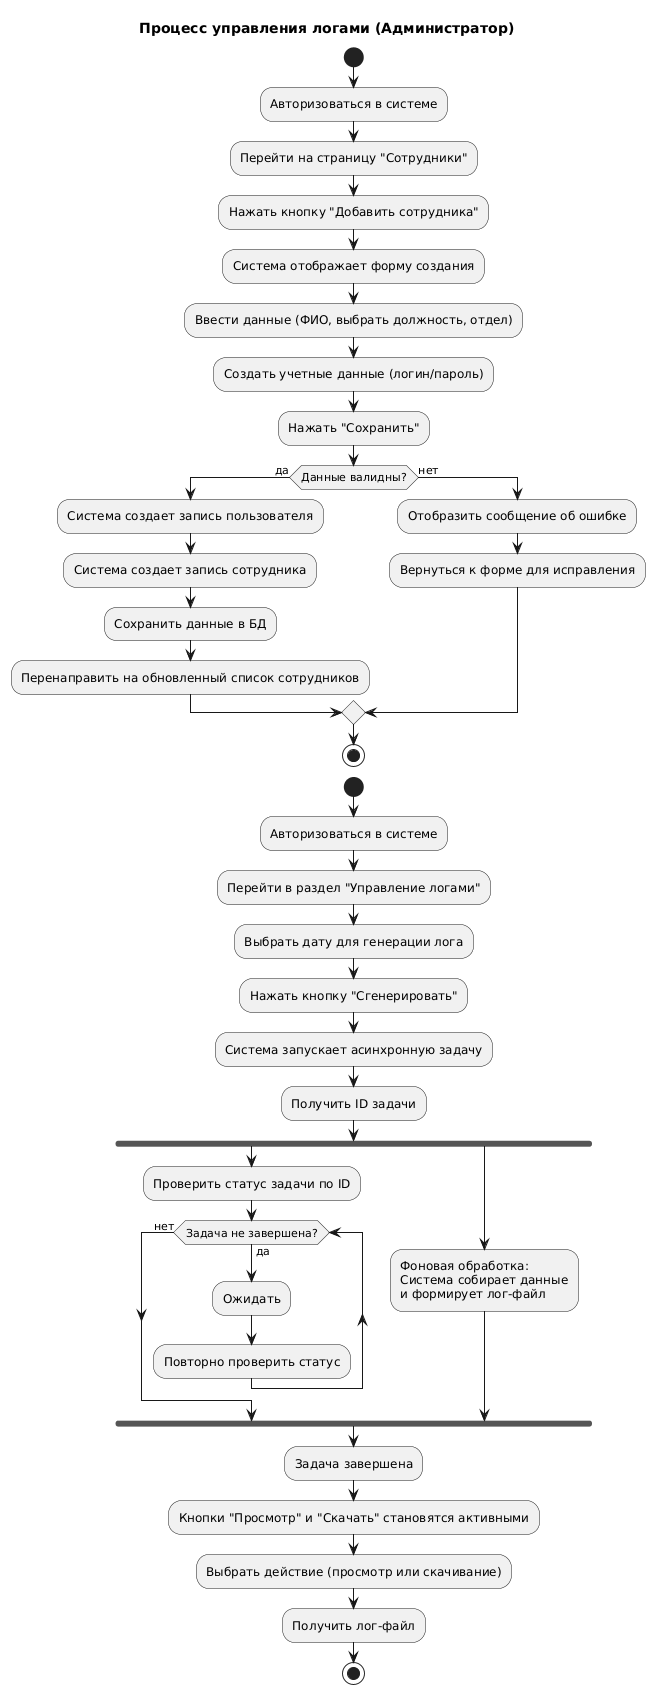 Процесс управления логами (Администратор)
Авторизоваться в системе
Перейти на страницу "Сотрудники"
Нажать кнопку "Добавить сотрудника"
Система отображает форму создания
Ввести данные (ФИО, выбрать должность, отдел)
Создать учетные данные (логин/пароль)
Нажать "Сохранить"
да
Данные валидны?
нет
Система создает запись пользователя
Отобразить сообщение об ошибке
Система создает запись сотрудника
Вернуться к форме для исправления
Сохранить данные в БД
Перенаправить на обновленный список сотрудников
Авторизоваться в системе
Перейти в раздел "Управление логами"
Выбрать дату для генерации лога
Нажать кнопку "Сгенерировать"
Система запускает асинхронную задачу
Получить ID задачи
Проверить статус задачи по ID
нет
Задача не завершена?
да
Ожидать
Повторно проверить статус
Фоновая обработка:
Система собирает данные
и формирует лог-файл
Задача завершена
Кнопки "Просмотр" и "Скачать" становятся активными
Выбрать действие (просмотр или скачивание)
Получить лог-файл